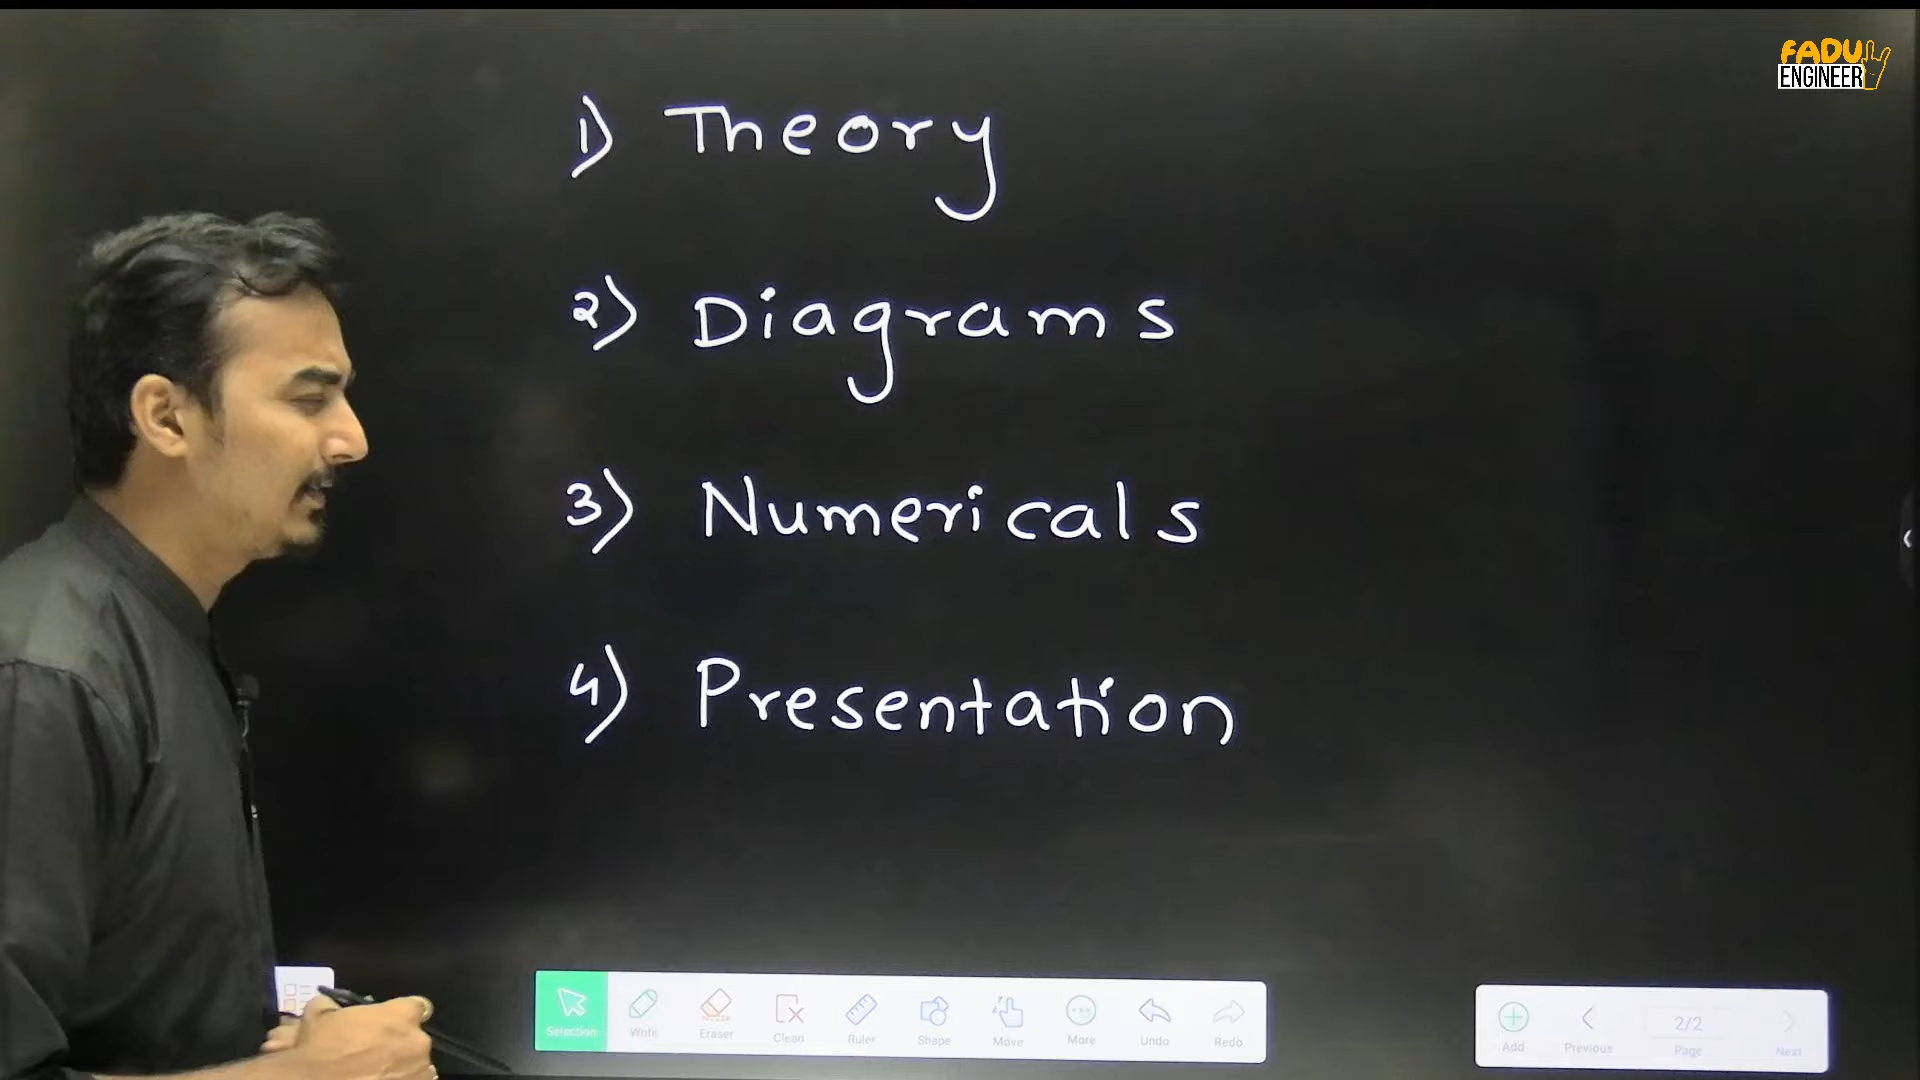 FADU
ENGINEER
1) Theory
2) Diagrams
3) Numericals
4) Presentation
Selection Write Eraser Clean Ruler Shape Move More Undo Redo
Add Previous 2/2 Page Next